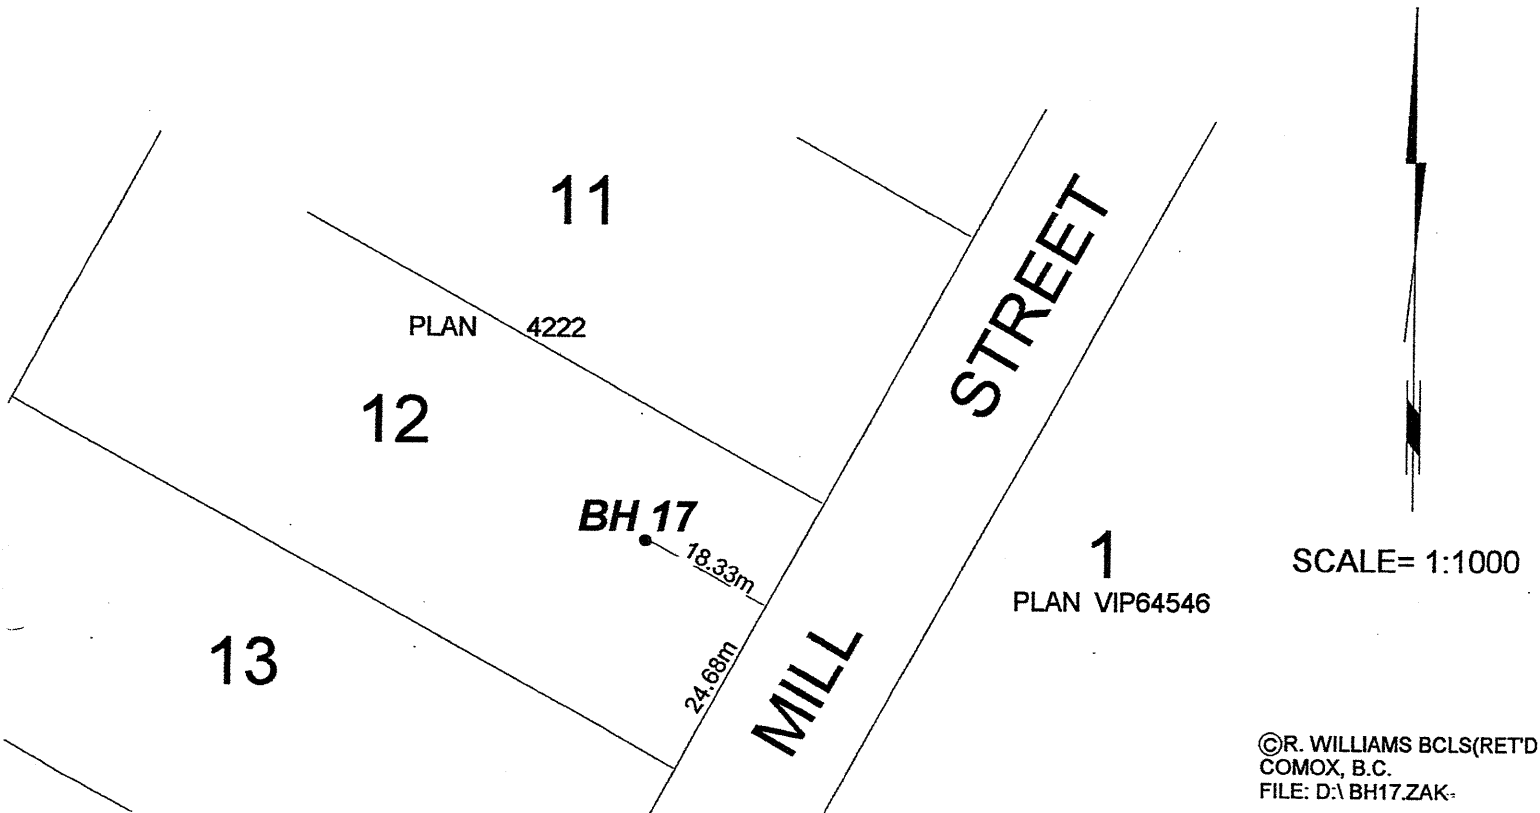 11
STREET
PLAN 4222
12
BH 17
18.33m
1
SCALE= 1:1000
PLAN VIP64546
13
24.68m
MILL
©R. WILLIAMS BCLS(RET'D
COMOX, B.C.
FILE: D:\ BH17.ZAK